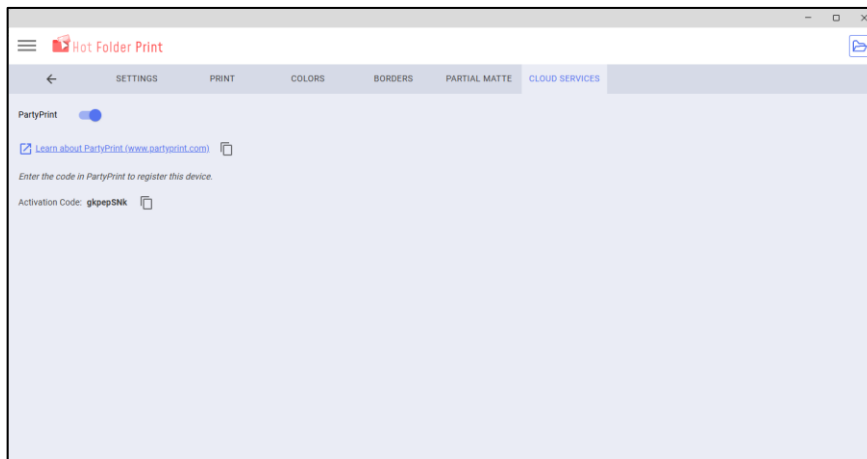 Hot Folder Print
SETTINGS PRINT COLORS BORDERS PARTIAL MATTE CLOUD SERVICES
PartyPrint
Learn about PartyPrint (www.partyprint.com)
Enter the code in PartyPrint to register this device.
Activation Code: gkpepSNk